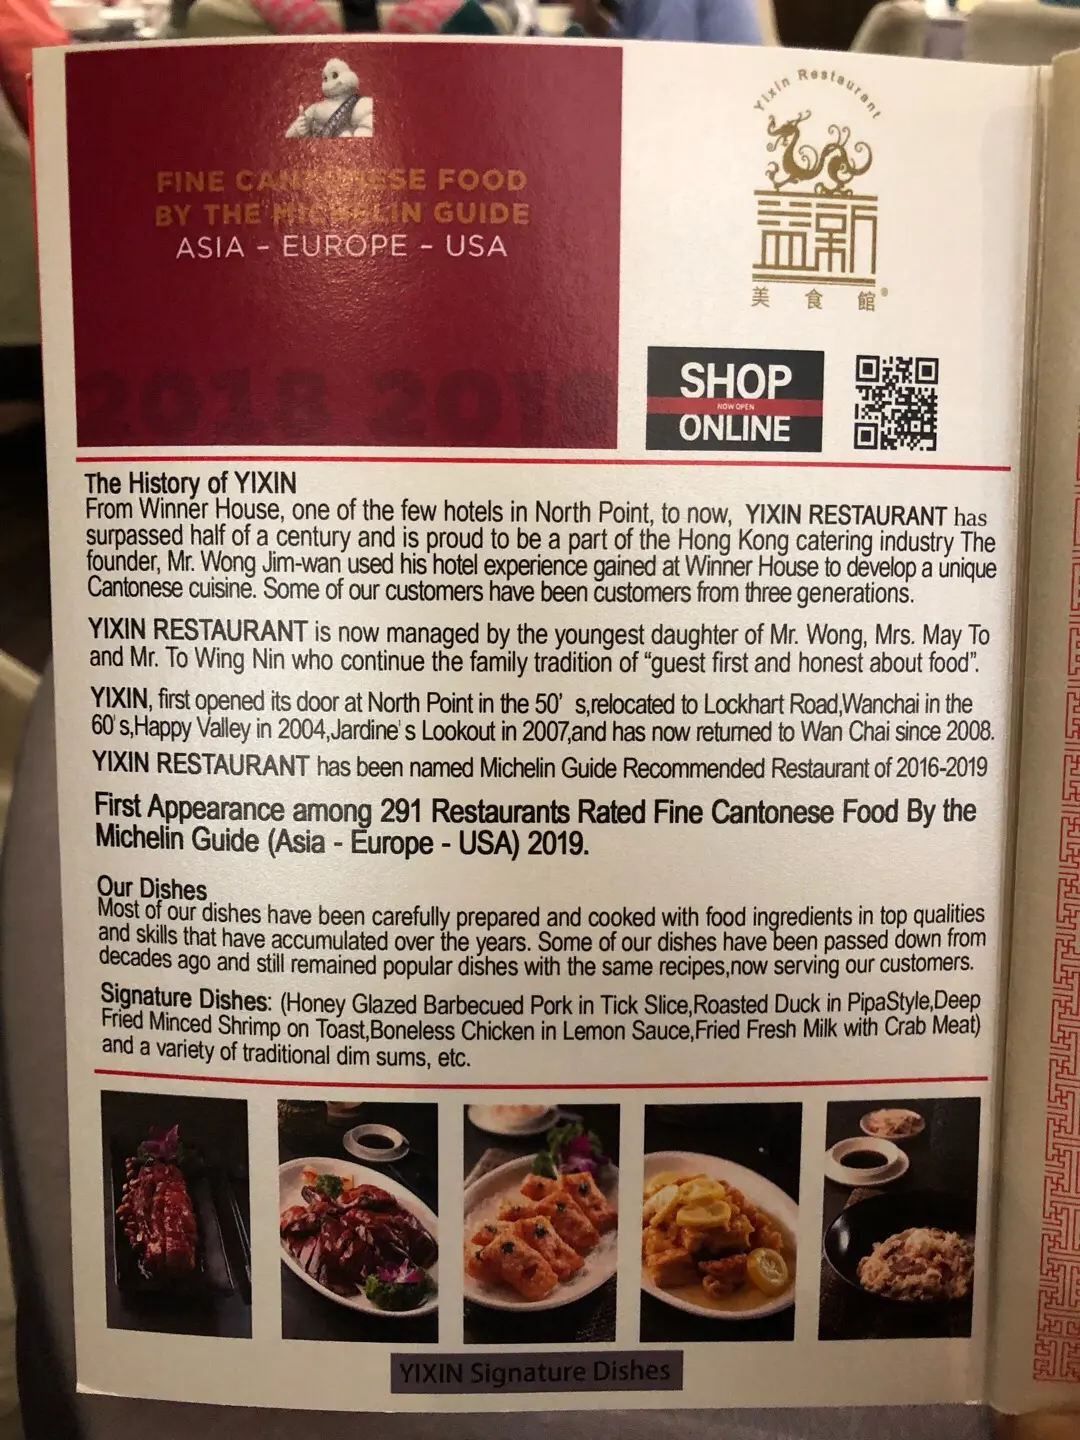 FINE CANTONESE FOOD
BY THE MICHELIN GUIDE
ASIA - EUROPE - USA
2018 2019
Yixin Restaurant
益新
美食館®
SHOP
NOW OPEN
ONLINE
The History of YIXIN
From Winner House, one of the few hotels in North Point, to now, YIXIN RESTAURANT has
surpassed half of a century and is proud to be a part of the Hong Kong catering industry The
founder, Mr. Wong Jim-wan used his hotel experience gained at Winner House to develop a unique
Cantonese cuisine. Some of our customers have been customers from three generations.
YIXIN RESTAURANT is now managed by the youngest daughter of Mr. Wong, Mrs. May To
and Mr. To Wing Nin who continue the family tradition of “guest first and honest about food”.
YIXIN, first opened its door at North Point in the 50’ s,relocated to Lockhart Road,Wanchai in the
60's,Happy Valley in 2004,Jardine's Lookout in 2007,and has now returned to Wan Chai since 2008.
YIXIN RESTAURANT has been named Michelin Guide Recommended Restaurant of 2016-2019
First Appearance among 291 Restaurants Rated Fine Cantonese Food By the
Michelin Guide (Asia - Europe - USA) 2019.
Our Dishes
Most of our dishes have been carefully prepared and cooked with food ingredients in top qualities
and skills that have accumulated over the years. Some of our dishes have been passed down from
decades ago and still remained popular dishes with the same recipes,now serving our customers.
Signature Dishes: (Honey Glazed Barbecued Pork in Tick Slice,Roasted Duck in PipaStyle,Deep
Fried Minced Shrimp on Toast,Boneless Chicken in Lemon Sauce,Fried Fresh Milk with Crab Meat)
and a variety of traditional dim sums, etc.
YIXIN Signature Dishes